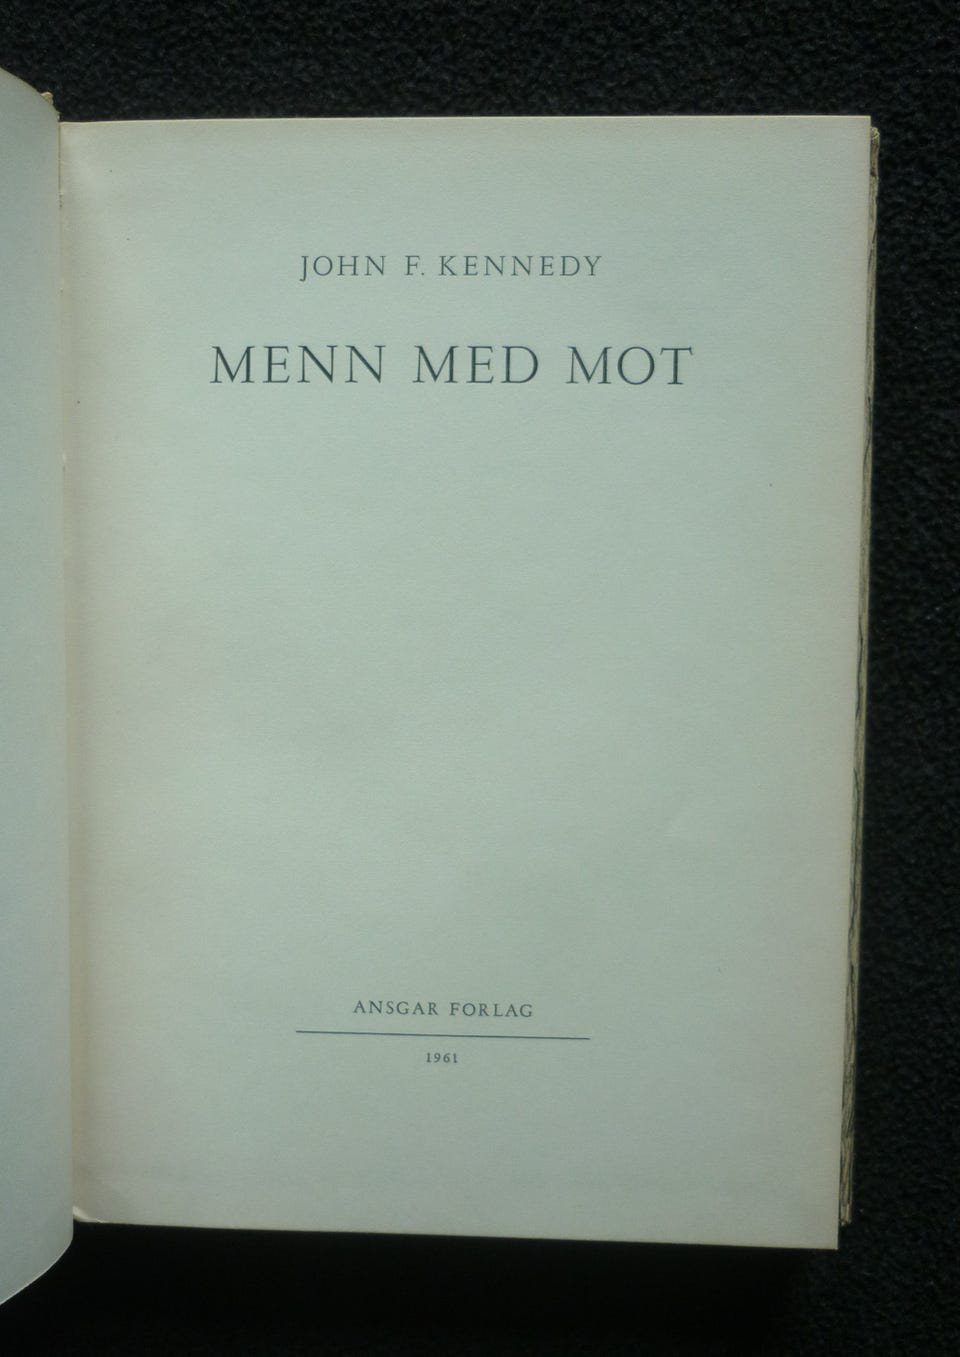 JOHN F. KENNEDY
MENN MED MOT
ANSGAR FORLAG
1961